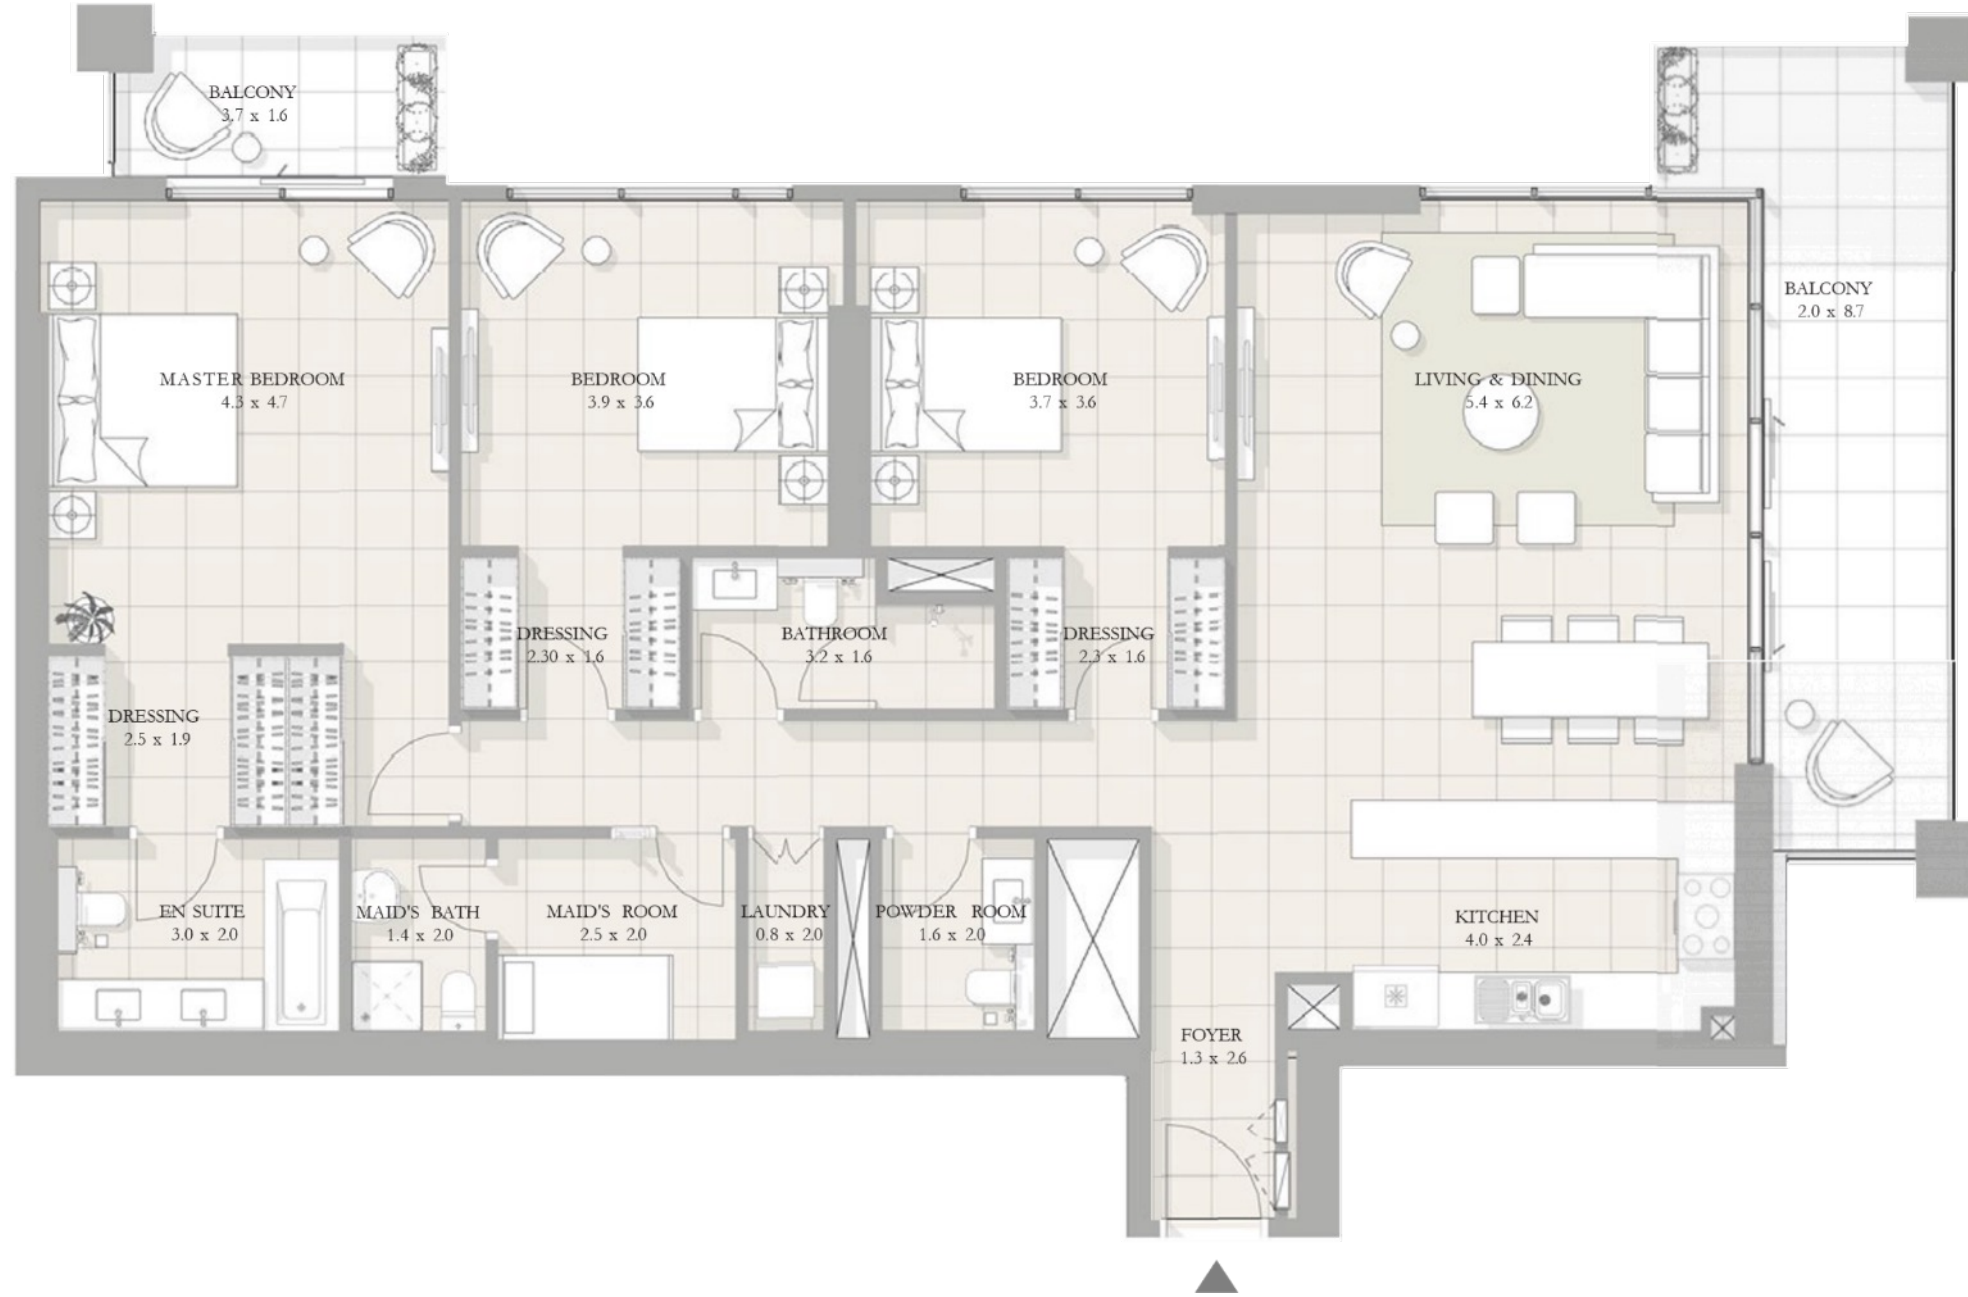 BALCONY
3.7 x 1.6
BALCONY
2.0 x 8.7
MASTER BEDROOM
4.3 x 4.7
BEDROOM
3.9 x 3.6
BEDROOM
3.7 x 3.6
LIVING & DINING
5.4 x 6.2
DRESSING
2.30 x 1.6
BATHROOM
3.2 x 1.6
DRESSING
2.3 x 1.6
DRESSING
2.5 x 1.9
EN SUITE
3.0 x 2.0
MAID'S BATH
1.4 x 2.0
MAID'S ROOM
2.5 x 2.0
LAUNDRY
0.8 x 2.0
POWDER ROOM
1.6 x 2.0
KITCHEN
4.0 x 2.4
FOYER
1.3 x 2.6